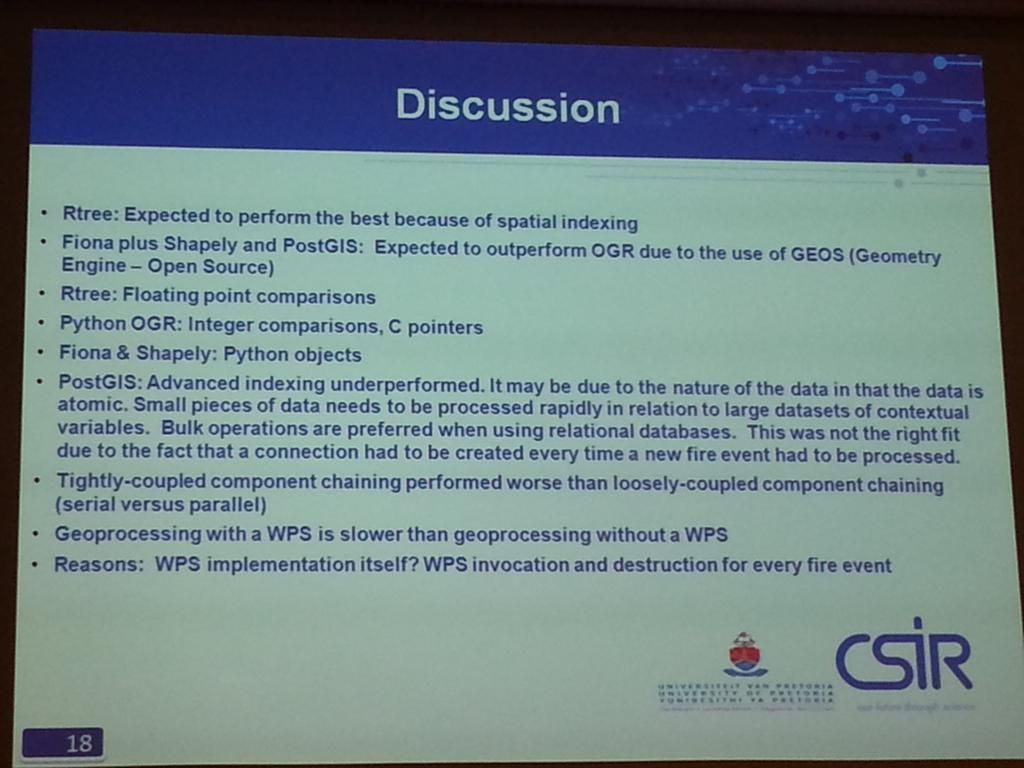 Discussion
• Rtree: Expected to perform the best because of spatial indexing
• Fiona plus Shapely and PostGIS: Expected to outperform OGR due to the use of GEOS (Geometry
Engine – Open Source)
• Rtree: Floating point comparisons
• Python OGR: Integer comparisons, C pointers
• Fiona & Shapely: Python objects
• PostGIS: Advanced indexing underperformed. It may be due to the nature of the data in that the data is
atomic. Small pieces of data needs to be processed rapidly in relation to large datasets of contextual
variables. Bulk operations are preferred when using relational databases. This was not the right fit
due to the fact that a connection had to be created every time a new fire event had to be processed.
• Tightly-coupled component chaining performed worse than loosely-coupled component chaining
(serial versus parallel)
• Geoprocessing with a WPS is slower than geoprocessing without a WPS
• Reasons: WPS implementation itself? WPS invocation and destruction for every fire event
UNIVERSITEIT VAN PRETORIA
UNIVERSITY OF PRETORIA
YUNIBESITHI YA PRETORIA
CSIR
our future through science
18